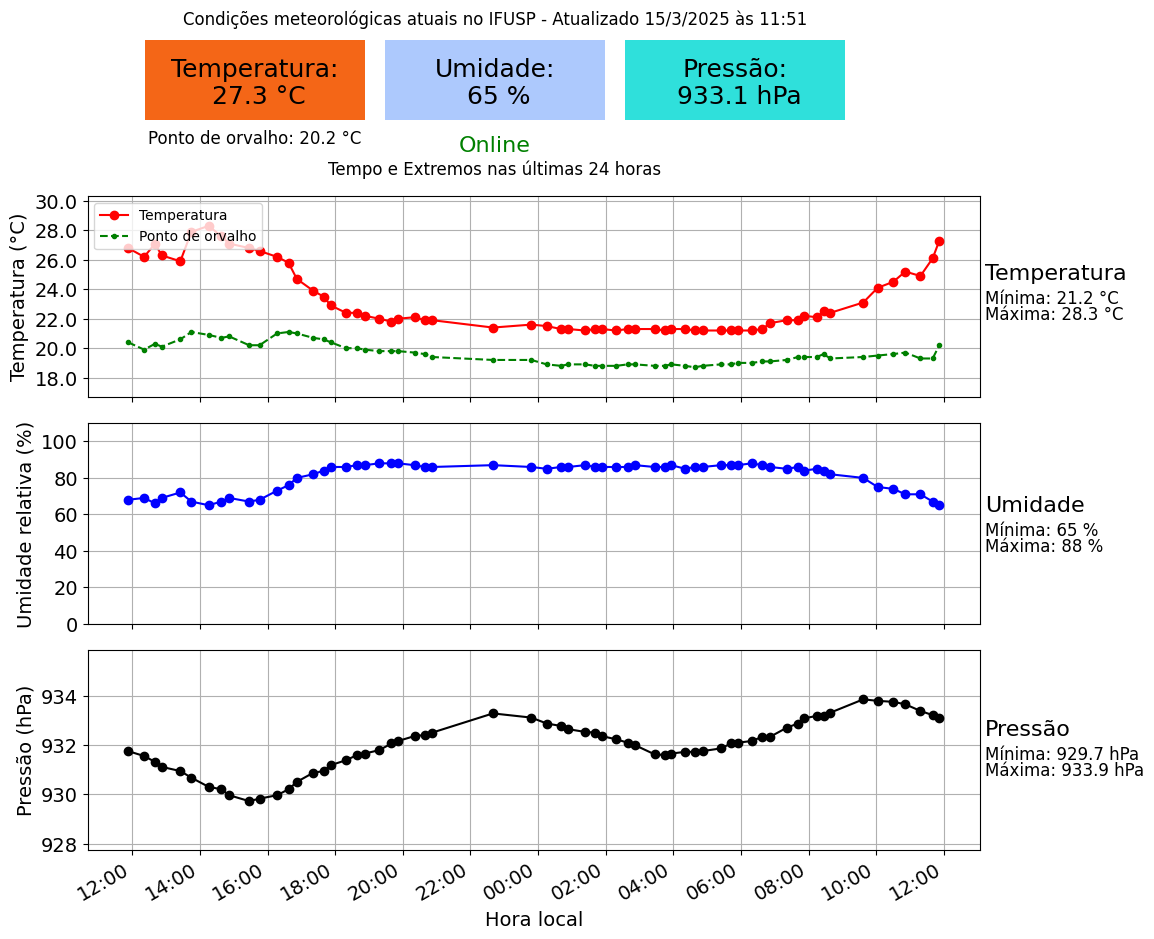 Condições meteorológicas atuais no IFUSP - Atualizado 15/3/2025 às 11:51
Temperatura:
27.3 °C
Umidade:
65 %
Pressão:
933.1 hPa
Ponto de orvalho: 20.2 °C
Online
Tempo e Extremos nas últimas 24 horas
Temperatura (°C)
30.0
28.0
26.0
24.0
22.0
20.0
18.0
Temperatura
Ponto de orvalho
Temperatura
Mínima: 21.2 °C
Máxima: 28.3 °C
Umidade relativa (%)
100
80
60
40
20
0
Umidade
Mínima: 65 %
Máxima: 88 %
Pressão (hPa)
934
932
930
928
Pressão
Mínima: 929.7 hPa
Máxima: 933.9 hPa
12:00
14:00
16:00
18:00
20:00
22:00
00:00
02:00
04:00
06:00
08:00
10:00
12:00
Hora local